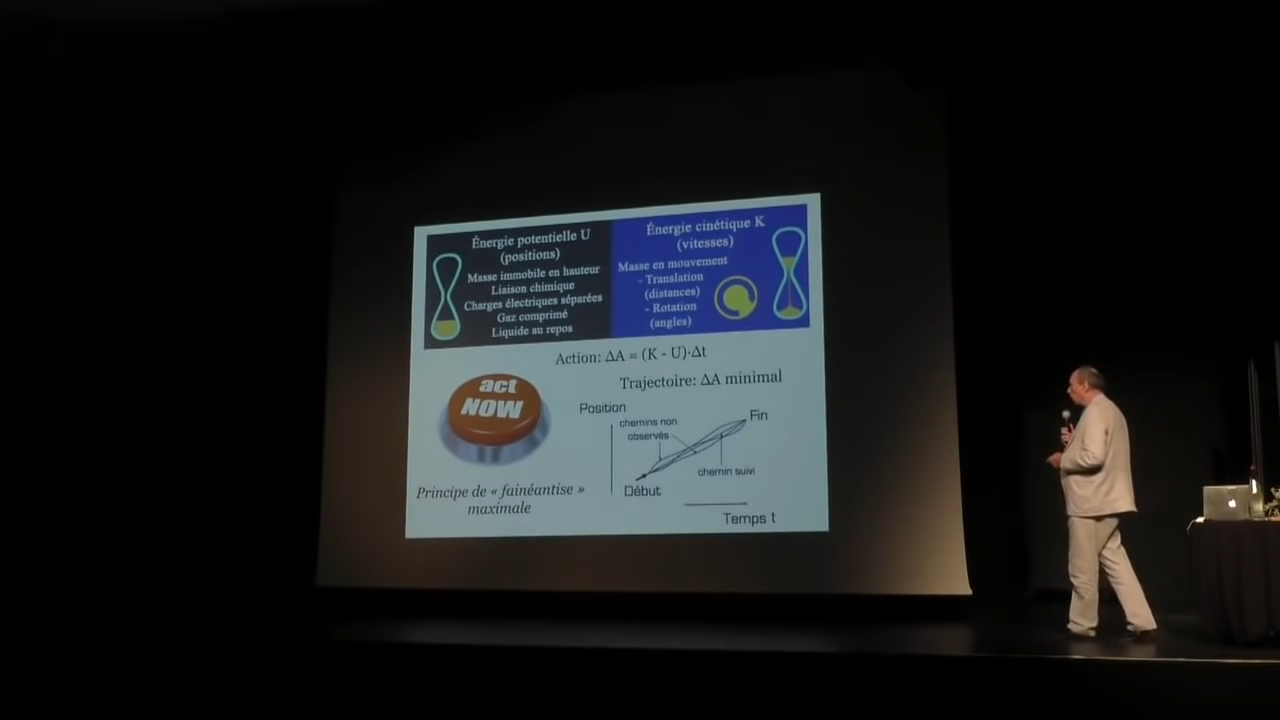 Énergie potentielle U
(positions)
Masse immobile en hauteur
Liaison chimique
Charges électriques séparées
Gaz comprimé
Liquide au repos
Énergie cinétique K
(vitesses)
Masse en mouvement
- Translation
(distances)
- Rotation
(angles)
Action: ΔA = (K - U)·Δt
act
NOW
Principe de « fainéantise »
maximale
Trajectoire: ΔA minimal
Position
chemins non
observés
Fin
chemin suivi
Début
Temps t